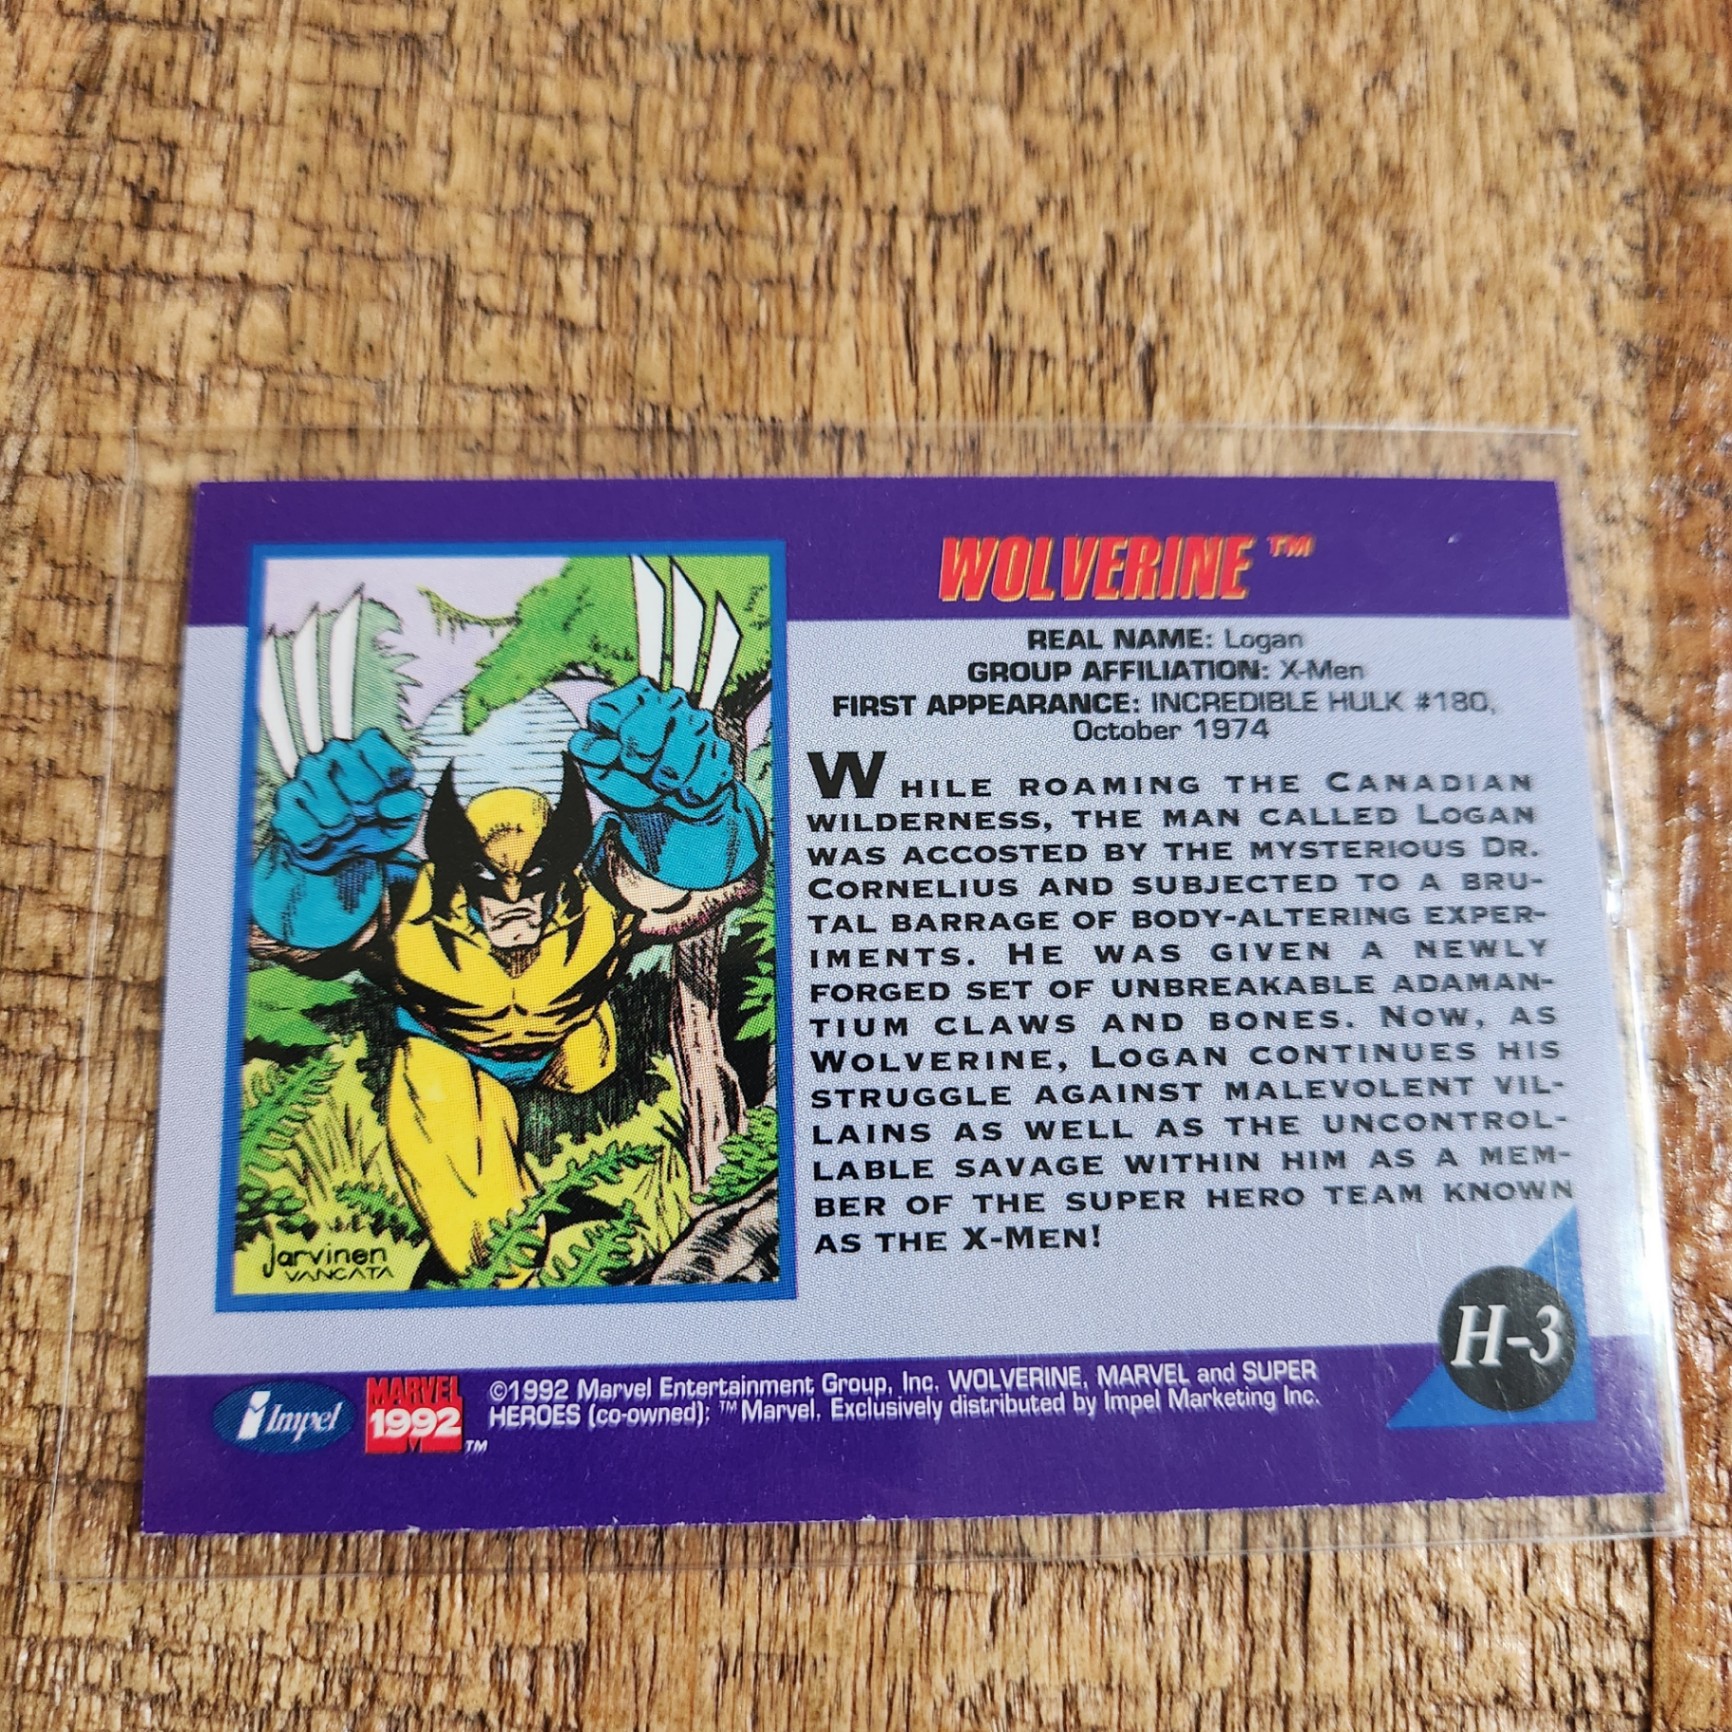 WOLVERINE™
REAL NAME: Logan
GROUP AFFILIATION: X-Men
FIRST APPEARANCE: INCREDIBLE HULK #180,
October 1974
WHILE ROAMING THE CANADIAN
WILDERNESS, THE MAN CALLED LOGAN
WAS ACCOSTED BY THE MYSTERIOUS DR.
CORNELIUS AND SUBJECTED TO A BRU-
TAL BARRAGE OF BODY-ALTERING EXPER-
IMENTS. HE WAS GIVEN A NEWLY
FORGED SET OF UNBREAKABLE ADAMAN-
TIUM CLAWS AND BONES. NOW, AS
WOLVERINE, LOGAN CONTINUES HIS
STRUGGLE AGAINST MALEVOLENT VIL-
LAINS AS WELL AS THE UNCONTROL-
LABLE SAVAGE WITHIN HIM AS A MEM-
BER OF THE SUPER HERO TEAM KNOWN
AS THE X-MEN!
Jarvinen
VANCATA
H-3
i Impel
MARVEL
1992™
©1992 Marvel Entertainment Group, Inc. WOLVERINE, MARVEL and SUPER
HEROES (co-owned); ™Marvel. Exclusively distributed by Impel Marketing Inc.